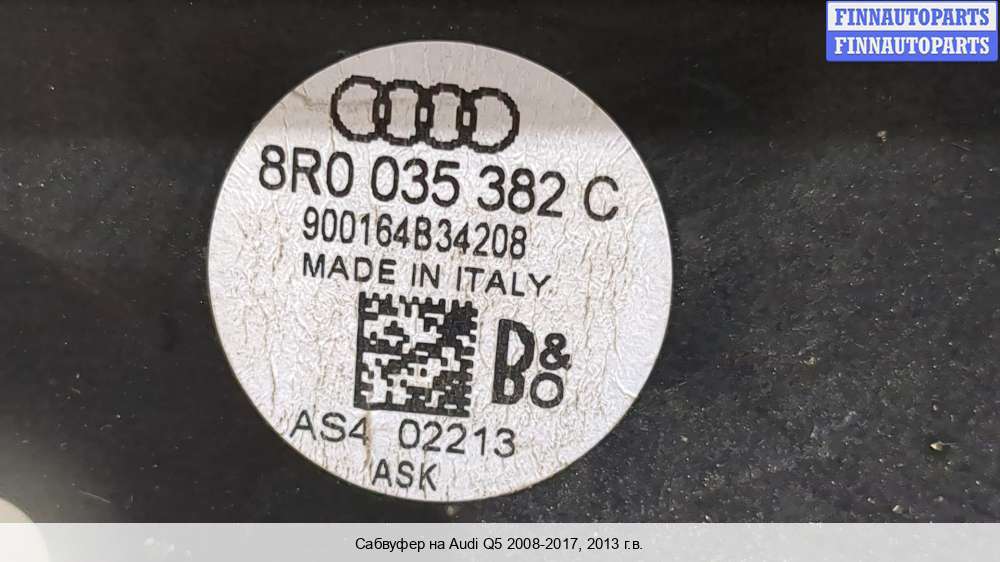 FINNAUTOPARTS
FINNAUTOPARTS
8R0 035 382 C
900164B34208
MADE IN ITALY
B&O
AS4 02213
ASK
Сабвуфер на Audi Q5 2008-2017, 2013 г.в.